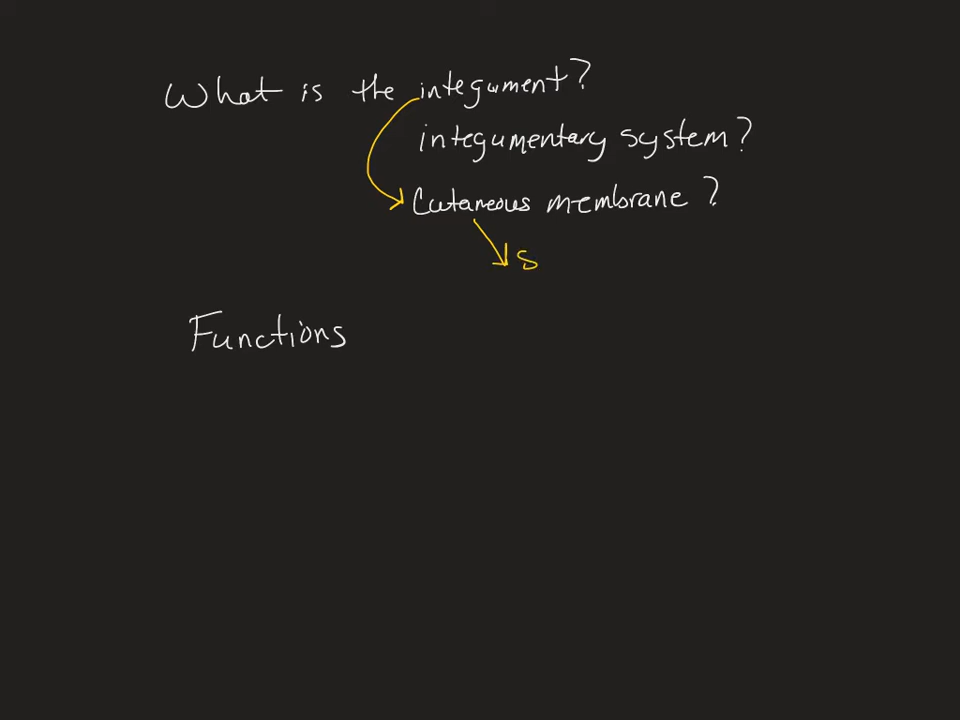 What is the integument?
integumentary system?
Cutaneous membrane?
s
Functions